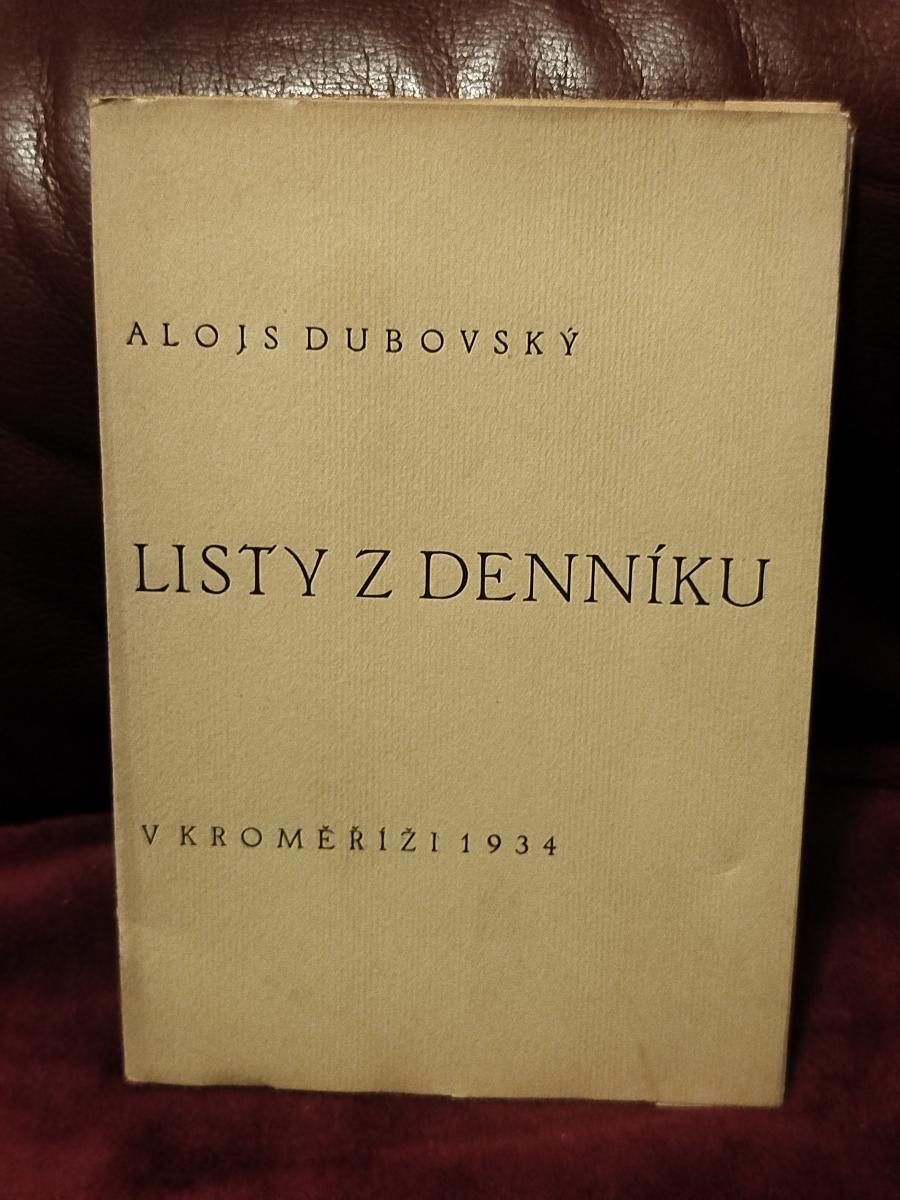 ALOJS DUBOVSKÝ
LISTY Z DENNÍKU
V KROMĚŘÍŽI 1934